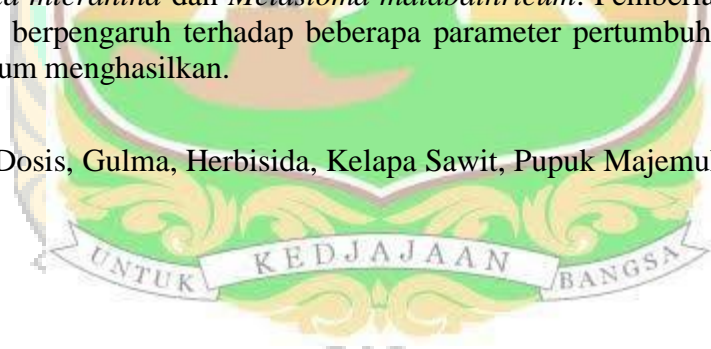 micrantha dan Melastoma malabathricum. Pemberia
berpengaruh terhadap beberapa parameter pertumbuh
um menghasilkan.
Dosis, Gulma, Herbisida, Kelapa Sawit, Pupuk Majemu
UNTUK KEDJAJAAN BANGSA